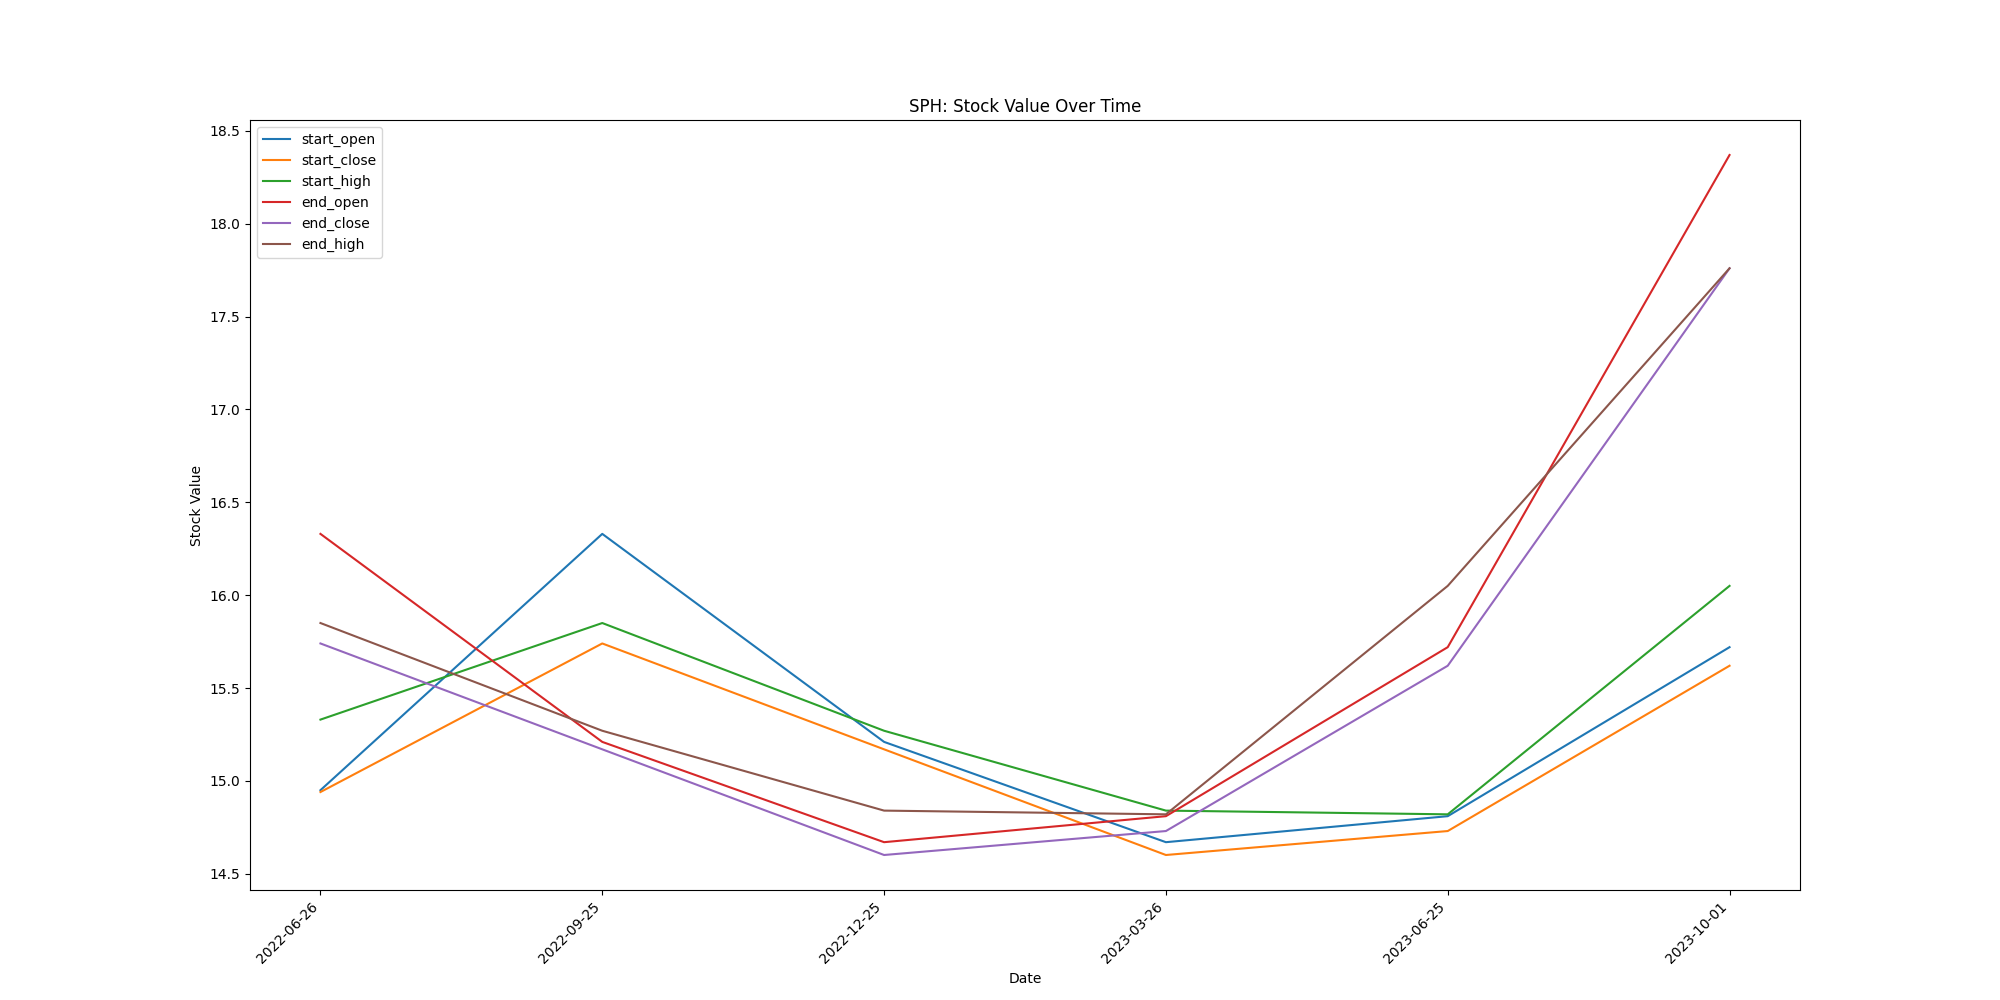 SPH: Stock Value Over Time
18.5
18.0
17.5
17.0
16.5
16.0
15.5
15.0
14.5
Stock Value
start_open
start_close
start_high
end_open
end_close
end_high
2022-06-26
2022-09-25
2022-12-25
2023-03-26
2023-06-25
2023-10-01
Date